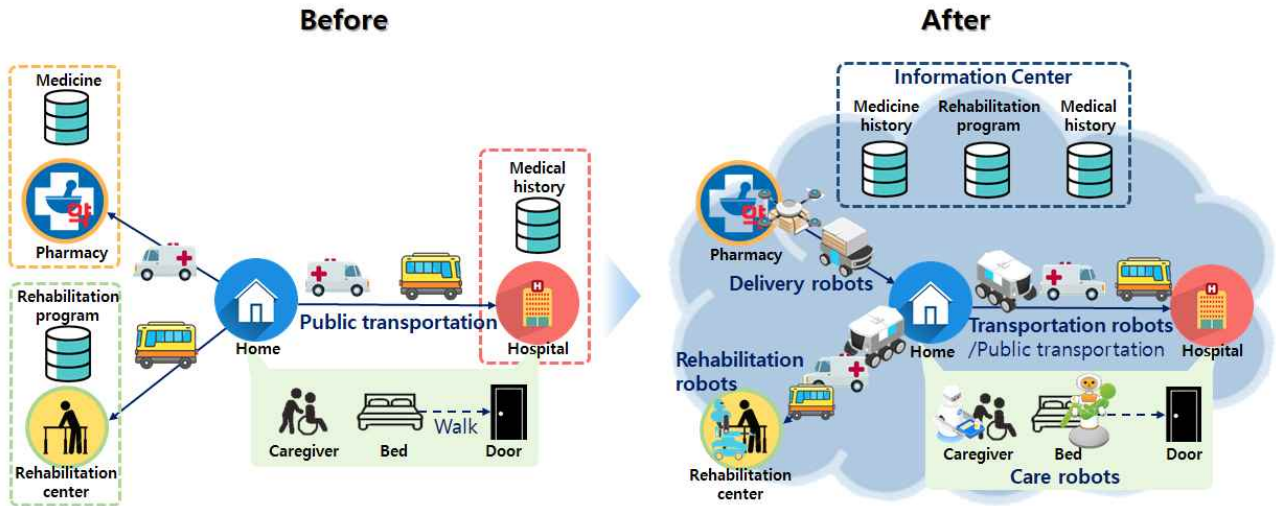 Before
Medicine
약
Pharmacy
Rehabilitation
program
Rehabilitation
center
Home
Public transportation
Medical
history
H
Hospital
Caregiver
Bed
Walk
Door
After
Information Center
Medicine
history
Rehabilitation
program
Medical
history
약
Pharmacy
Delivery robots
Home
Transportation robots
/Public transportation
H
Hospital
Rehabilitation
robots
Rehabilitation
center
Caregiver
Bed
Door
Care robots